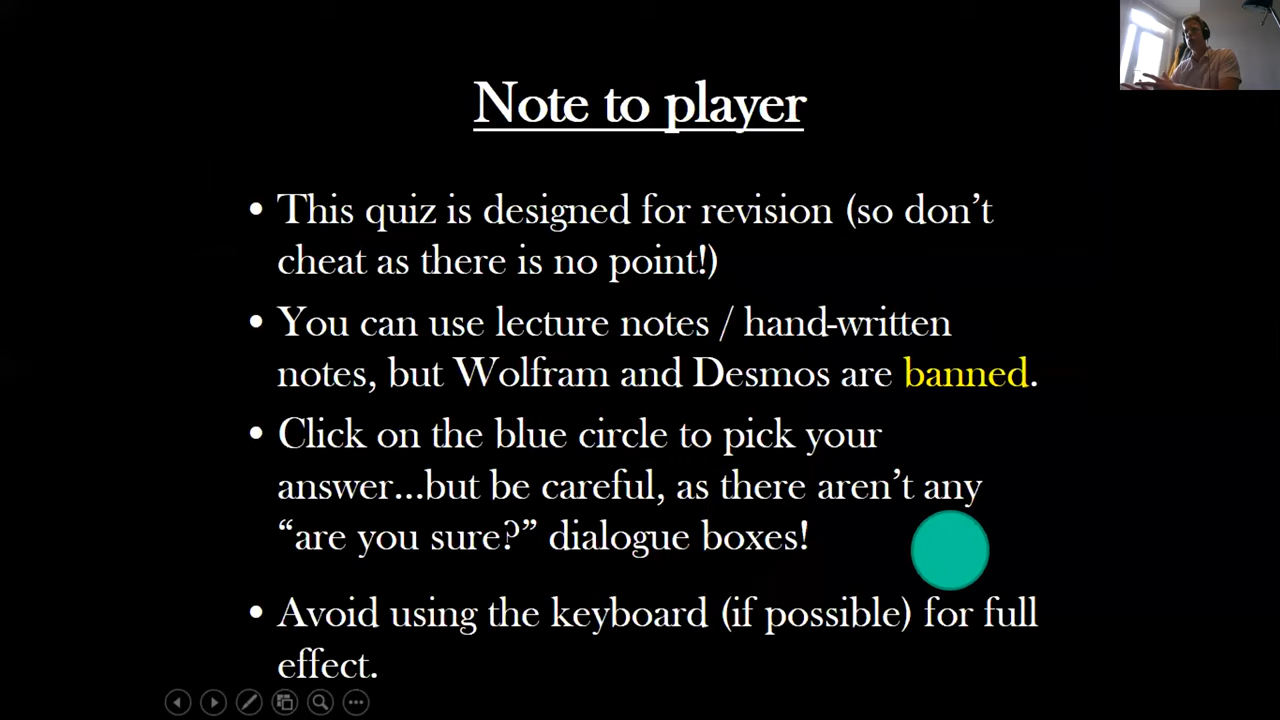 Note to player
• This quiz is designed for revision (so don’t
cheat as there is no point!)
• You can use lecture notes / hand-written
notes, but Wolfram and Desmos are banned.
• Click on the blue circle to pick your
answer...but be careful, as there aren’t any
“are you sure?” dialogue boxes!
• Avoid using the keyboard (if possible) for full
effect.